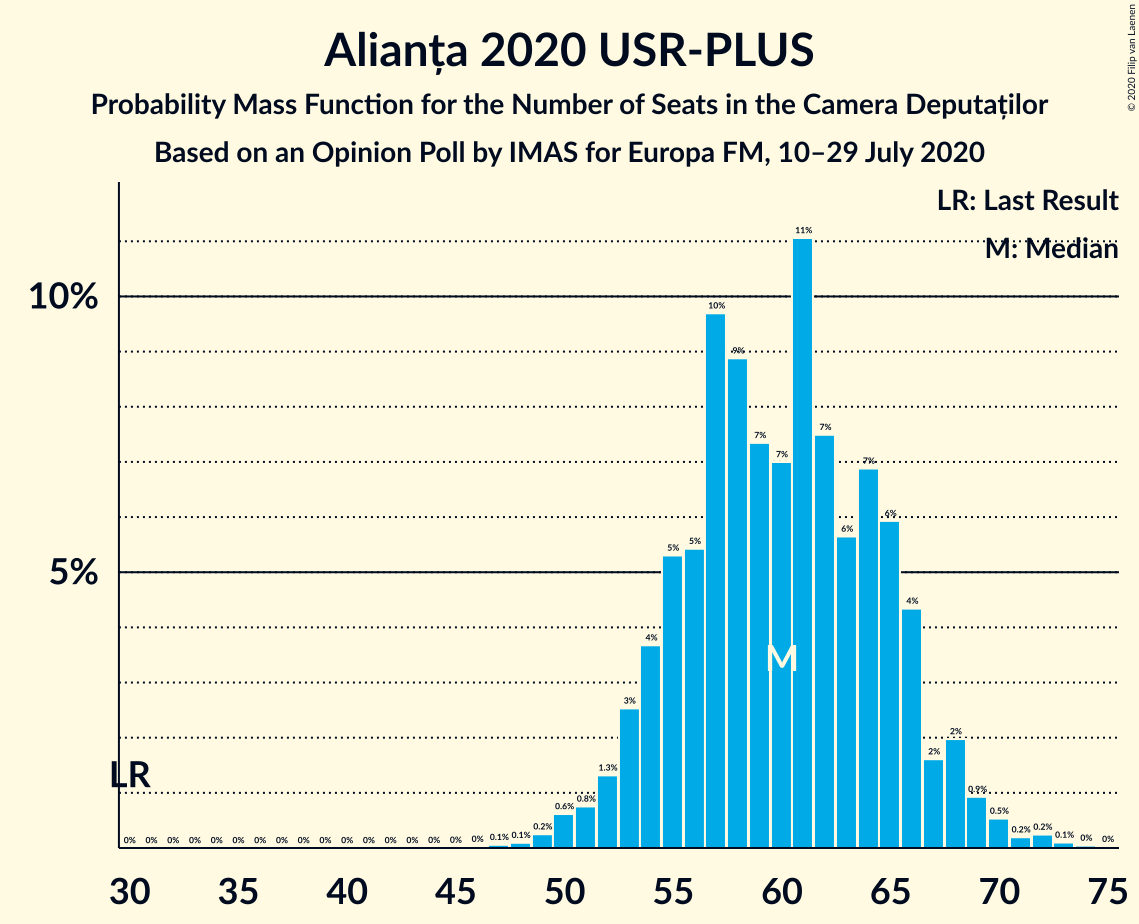 Alianța 2020 USR-PLUS
Probability Mass Function for the Number of Seats in the Camera Deputaților
Based on an Opinion Poll by IMAS for Europa FM, 10–29 July 2020
© 2020 Filip van Laenen
LR: Last Result
M: Median
10%
5%
LR
M
0% 0% 0% 0% 0% 0% 0% 0% 0% 0% 0% 0% 0% 0% 0% 0% 0% 0.1% 0.1% 0.2% 0.6% 0.8% 1.3% 3% 4% 5% 5% 10% 9% 7% 7% 11% 7% 6% 7% 6% 4% 2% 2% 0.9% 0.5% 0.2% 0.2% 0.1% 0% 0%
30 35 40 45 50 55 60 65 70 75